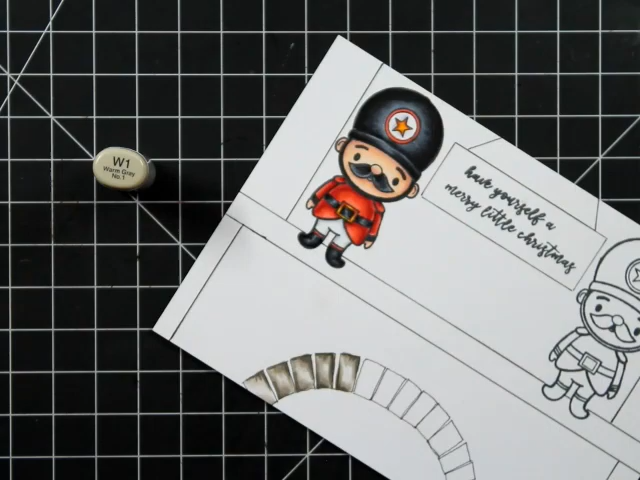 W1
Warm Gray
No.1
have yourself a
merry little christmas